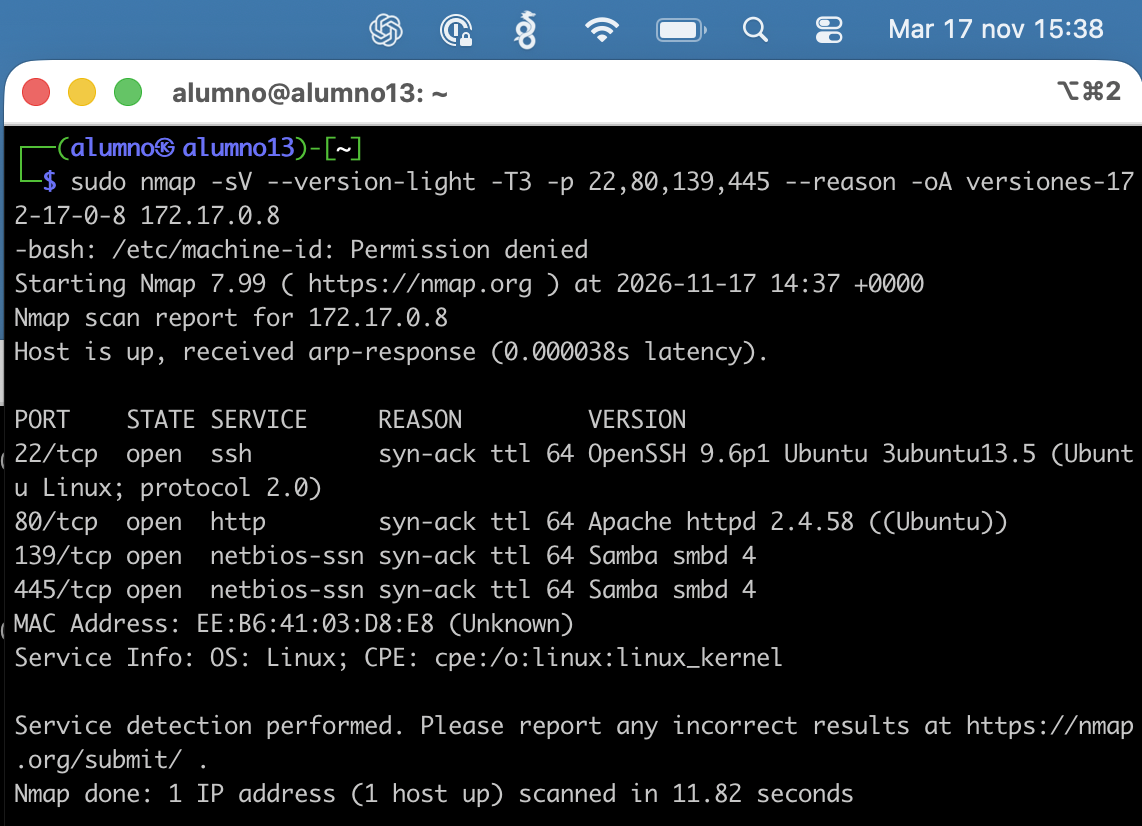 Mar 17 nov 15:38
alumno@alumno13: ~ ⌥⌘2
┌──(alumno㉿alumno13)-[~]
└─$ sudo nmap -sV --version-light -T3 -p 22,80,139,445 --reason -oA versiones-17
2-17-0-8 172.17.0.8
-bash: /etc/machine-id: Permission denied
Starting Nmap 7.99 ( https://nmap.org ) at 2026-11-17 14:37 +0000
Nmap scan report for 172.17.0.8
Host is up, received arp-response (0.000038s latency).

PORT    STATE SERVICE     REASON         VERSION
22/tcp  open  ssh         syn-ack ttl 64 OpenSSH 9.6p1 Ubuntu 3ubuntu13.5 (Ubunt
u Linux; protocol 2.0)
80/tcp  open  http        syn-ack ttl 64 Apache httpd 2.4.58 ((Ubuntu))
139/tcp open  netbios-ssn syn-ack ttl 64 Samba smbd 4
445/tcp open  netbios-ssn syn-ack ttl 64 Samba smbd 4
MAC Address: EE:B6:41:03:D8:E8 (Unknown)
Service Info: OS: Linux; CPE: cpe:/o:linux:linux_kernel

Service detection performed. Please report any incorrect results at https://nmap
.org/submit/ .
Nmap done: 1 IP address (1 host up) scanned in 11.82 seconds